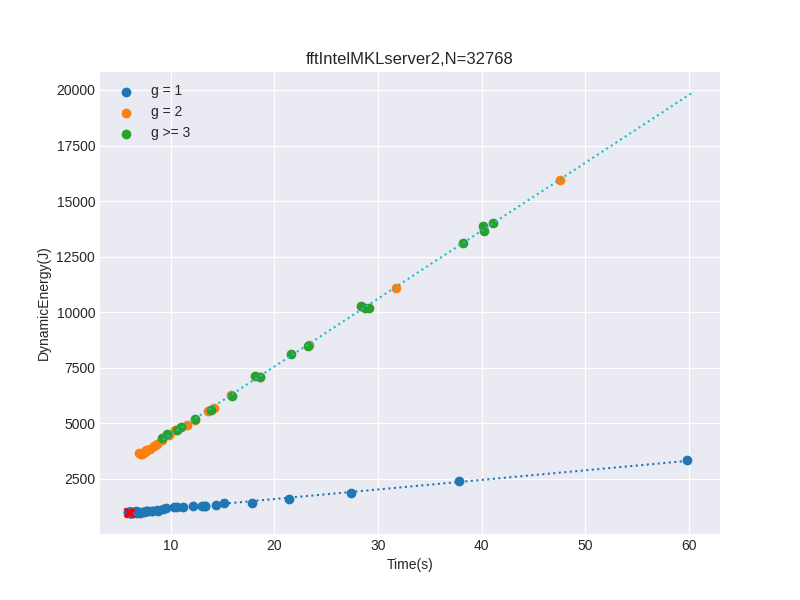 fftIntelMKLserver2,N=32768
g = 1
g = 2
g >= 3
20000
17500
15000
12500
10000
7500
5000
2500
DynamicEnergy(J)
10 20 30 40 50 60
Time(s)